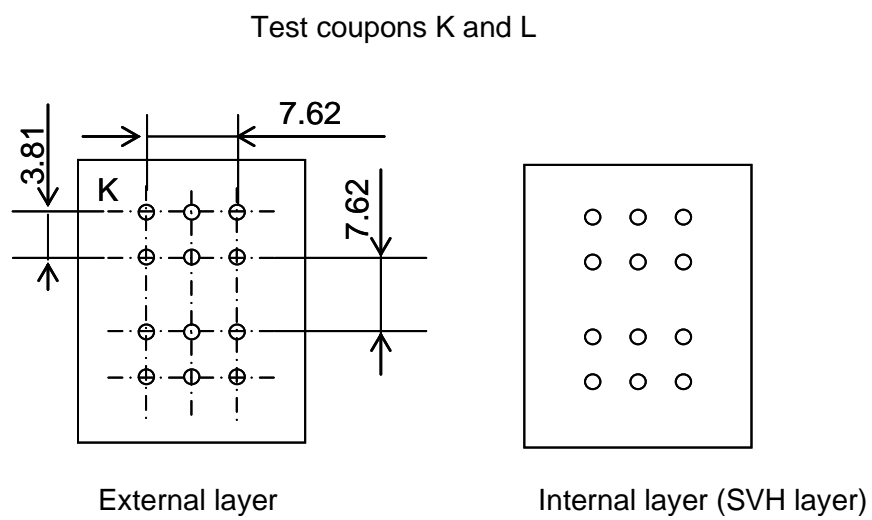 Test coupons K and L
7.62
3.81
K
7.62
External layer
Internal layer (SVH layer)